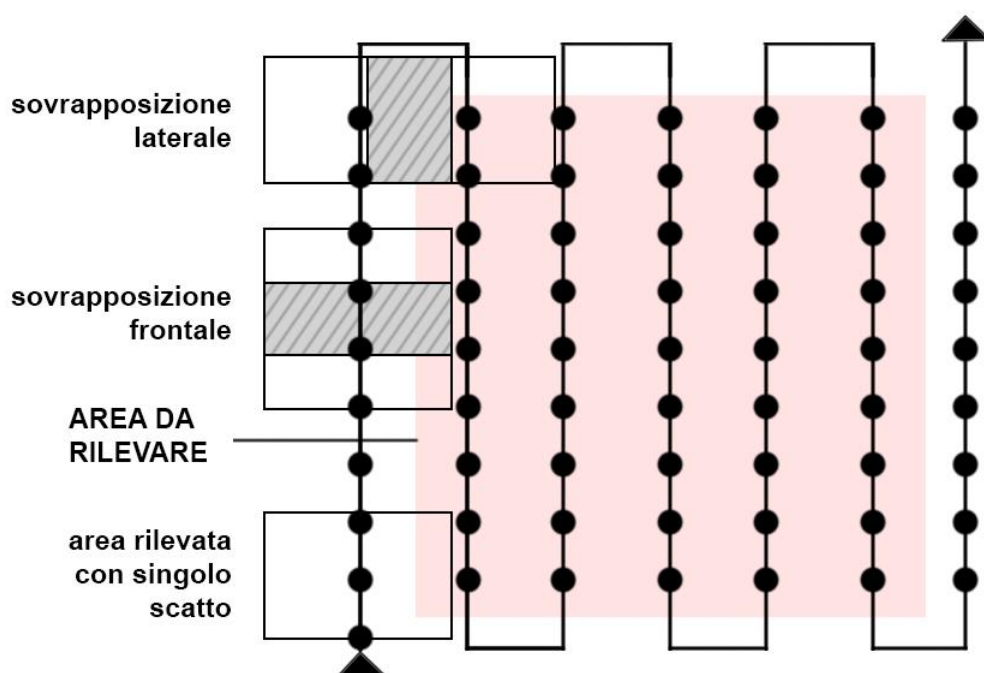 sovrapposizione
laterale
sovrapposizione
frontale
AREA DA
RILEVARE
area rilevata
con singolo
scatto